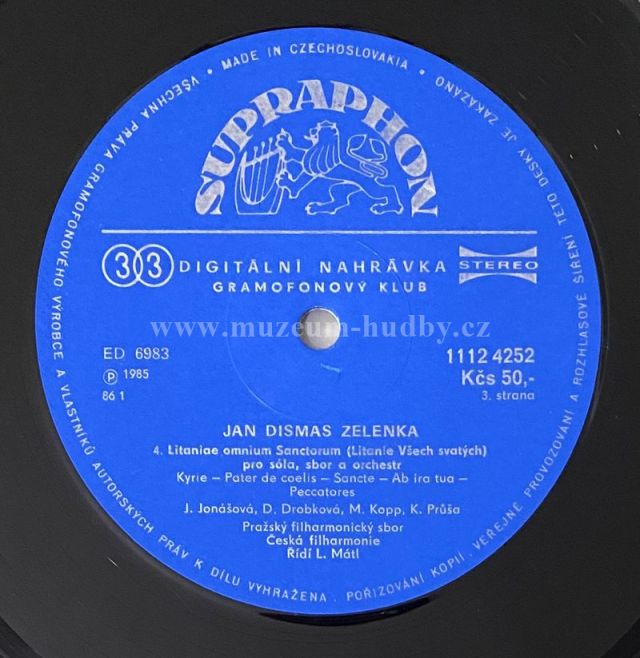 VŠECHNA PRÁVA GRAMOFONOVÉHO VÝROBCE A VLASTNÍKŮ AUTORSKÝCH PRÁV K DÍLU VYHRAŽENA. POŘIZOVÁNÍ KOPIÍ, VEŘEJNÉ PROVOZOVÁNÍ A ROZHLASOVÉ ŠÍŘENÍ TÉTO DESKY JE ZAKÁZÁNO • MADE IN CZECHOSLOVAKIA •
SUPRAPHON
33 DIGITÁLNÍ NAHRÁVKA STEREO
GRAMOFONOVÝ KLUB
www.muzeum-hudby.cz
ED 6983 1112 4252
Ⓟ 1985 Kčs 50,-
86 1 3. strana
JAN DISMAS ZELENKA
4. Litaniae omnium Sanctorum (Litanie Všech svatých)
pro sóla, sbor a orchestr
Kyrie – Pater de coelis – Sancte – Ab ira tua –
Peccatores
J. Jonášová, D. Drobková, M. Kopp, K. Průša
Pražský filharmonický sbor
Česká filharmonie
Řídí L. Mátl